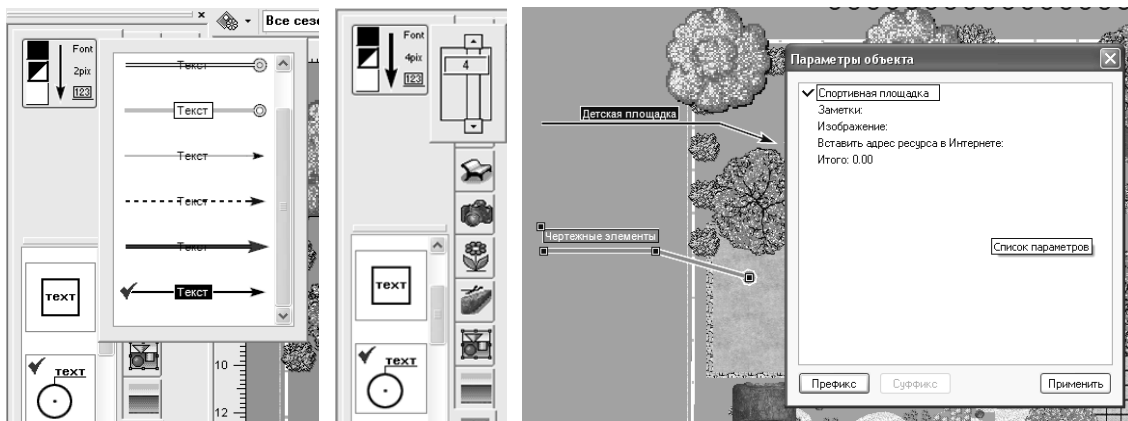 Все сезо
Font
2pix
123
Текст
Текст
Текст
Текст
Текст
Текст
текст
текст
10
12
Font
4pix
123
4
текст
текст
Детская площадка
Чертежные элементы
Параметры объекта
Спортивная площадка
Заметки:
Изображение:
Вставить адрес ресурса в Интернете:
Итого: 0.00
Список параметров
Префикс
Суффикс
Применить